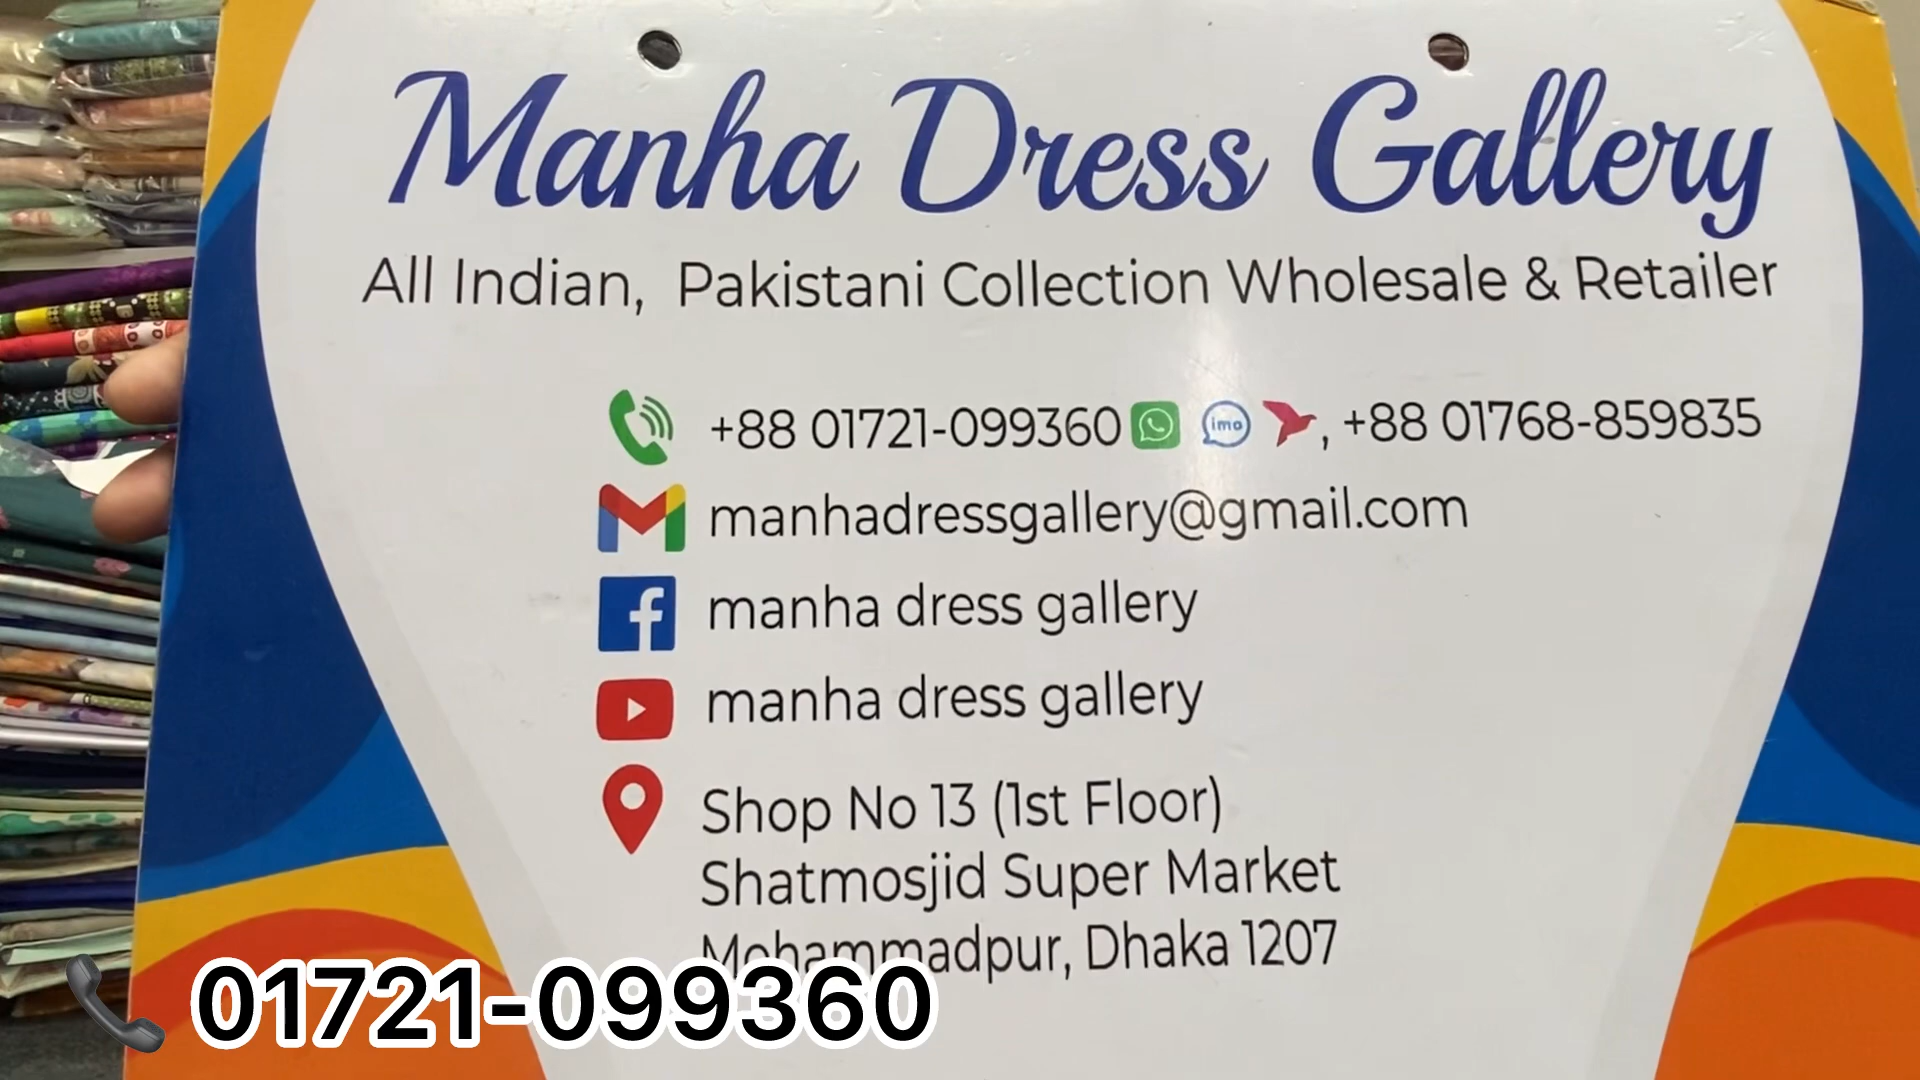 Manha Dress Gallery
All Indian, Pakistani Collection Wholesale & Retailer
+88 01721-099360 imo , +88 01768-859835
manhadressgallery@gmail.com
manha dress gallery
manha dress gallery
Shop No 13 (1st Floor)
Shatmosjid Super Market
Mohammadpur, Dhaka 1207
01721-099360